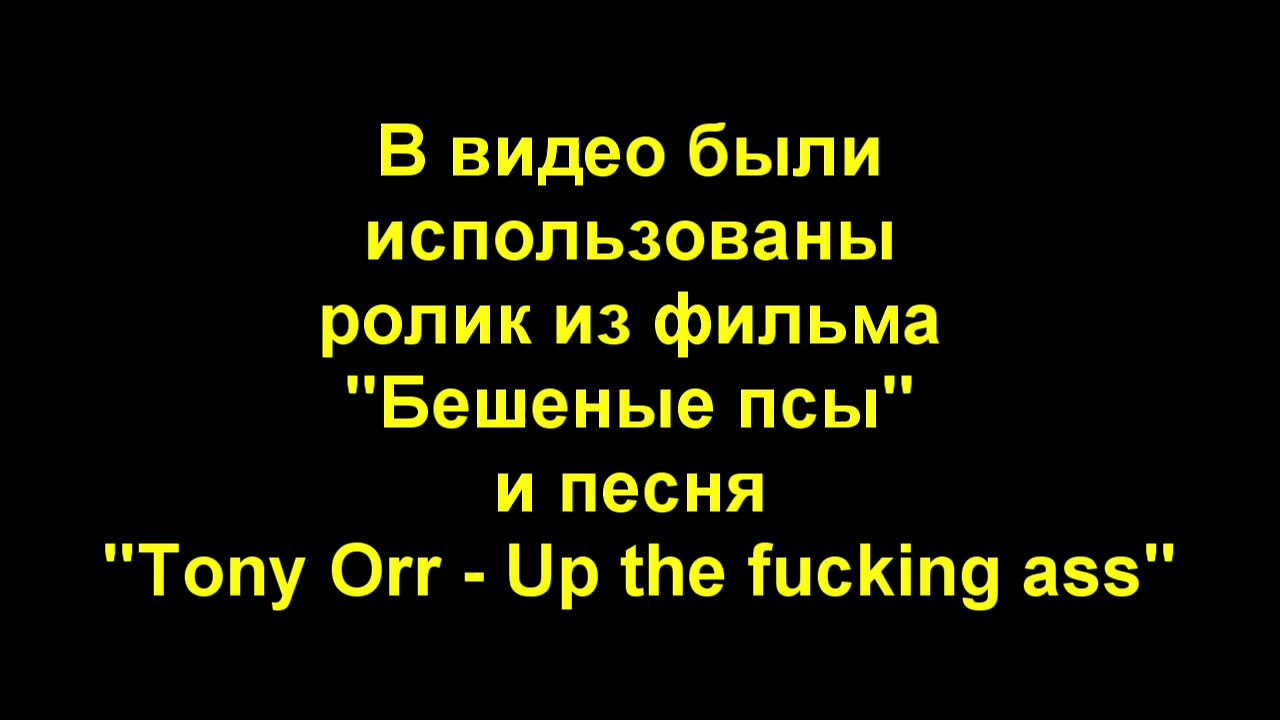 В видео были
использованы
ролик из фильма
"Бешеные псы"
и песня
"Tony Orr - Up the fucking ass"